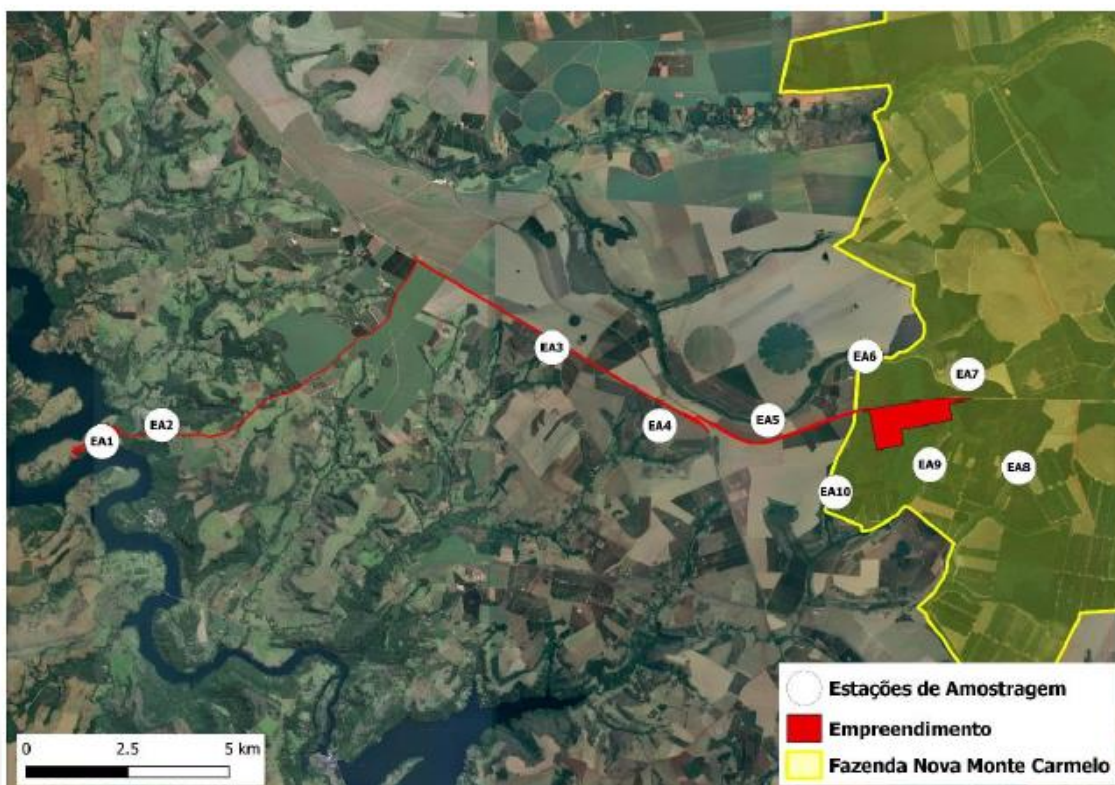 EA6
EA3
EA7
EA2
EA4
EA5
EA1
EA9
EA8
EA10
0 2.5 5 km
Estações de Amostragem
Empreendimento
Fazenda Nova Monte Carmelo